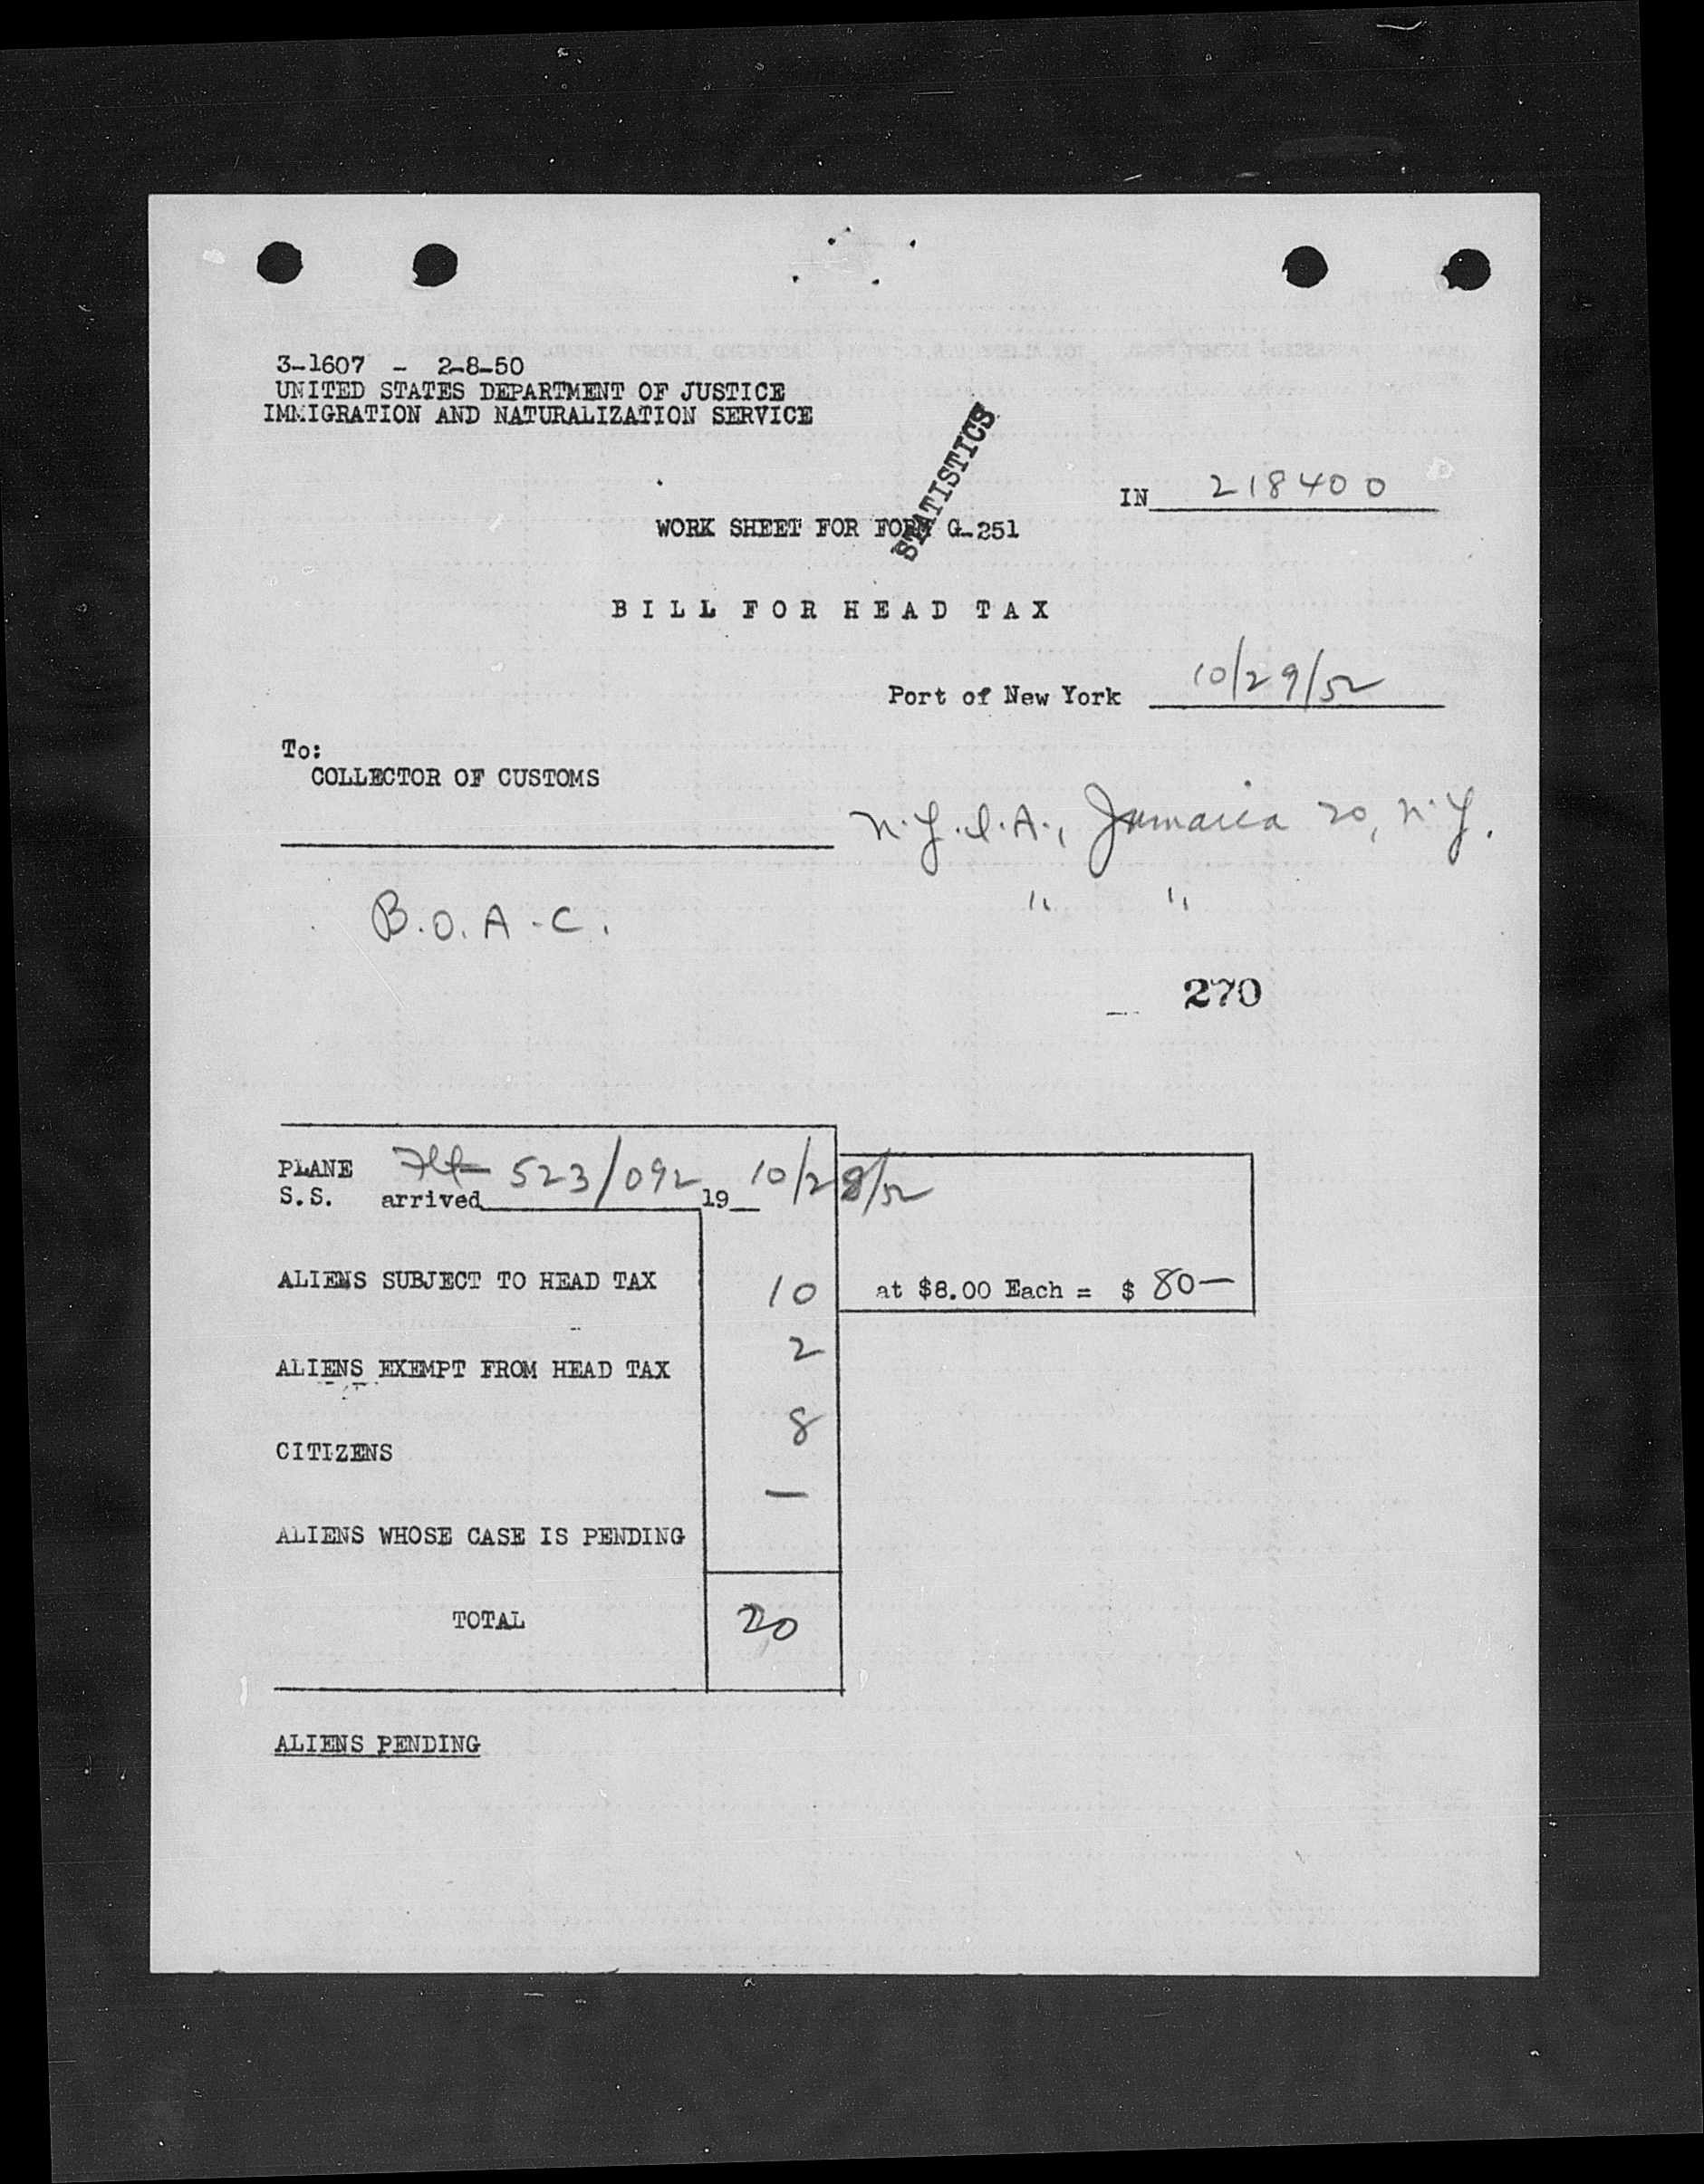 3-1607 - 2-8-50
UNITED STATES DEPARTMENT OF JUSTICE
IMMIGRATION AND NATURALIZATION SERVICE
STATISTICS
IN 218400
WORK SHEET FOR FORM G-251
BILL FOR HEAD TAX
Port of New York 10/29/52
To:
COLLECTOR OF CUSTOMS
N.Y.I.A., Jamaica 20, N.Y.
B.O.A.C. " "
270
PLANE Flt 523/092 10/28/52
S.S. arrived 19
ALIENS SUBJECT TO HEAD TAX 10 at $8.00 Each = $ 80—
ALIENS EXEMPT FROM HEAD TAX 2
CITIZENS 8
ALIENS WHOSE CASE IS PENDING —
TOTAL 20
ALIENS PENDING